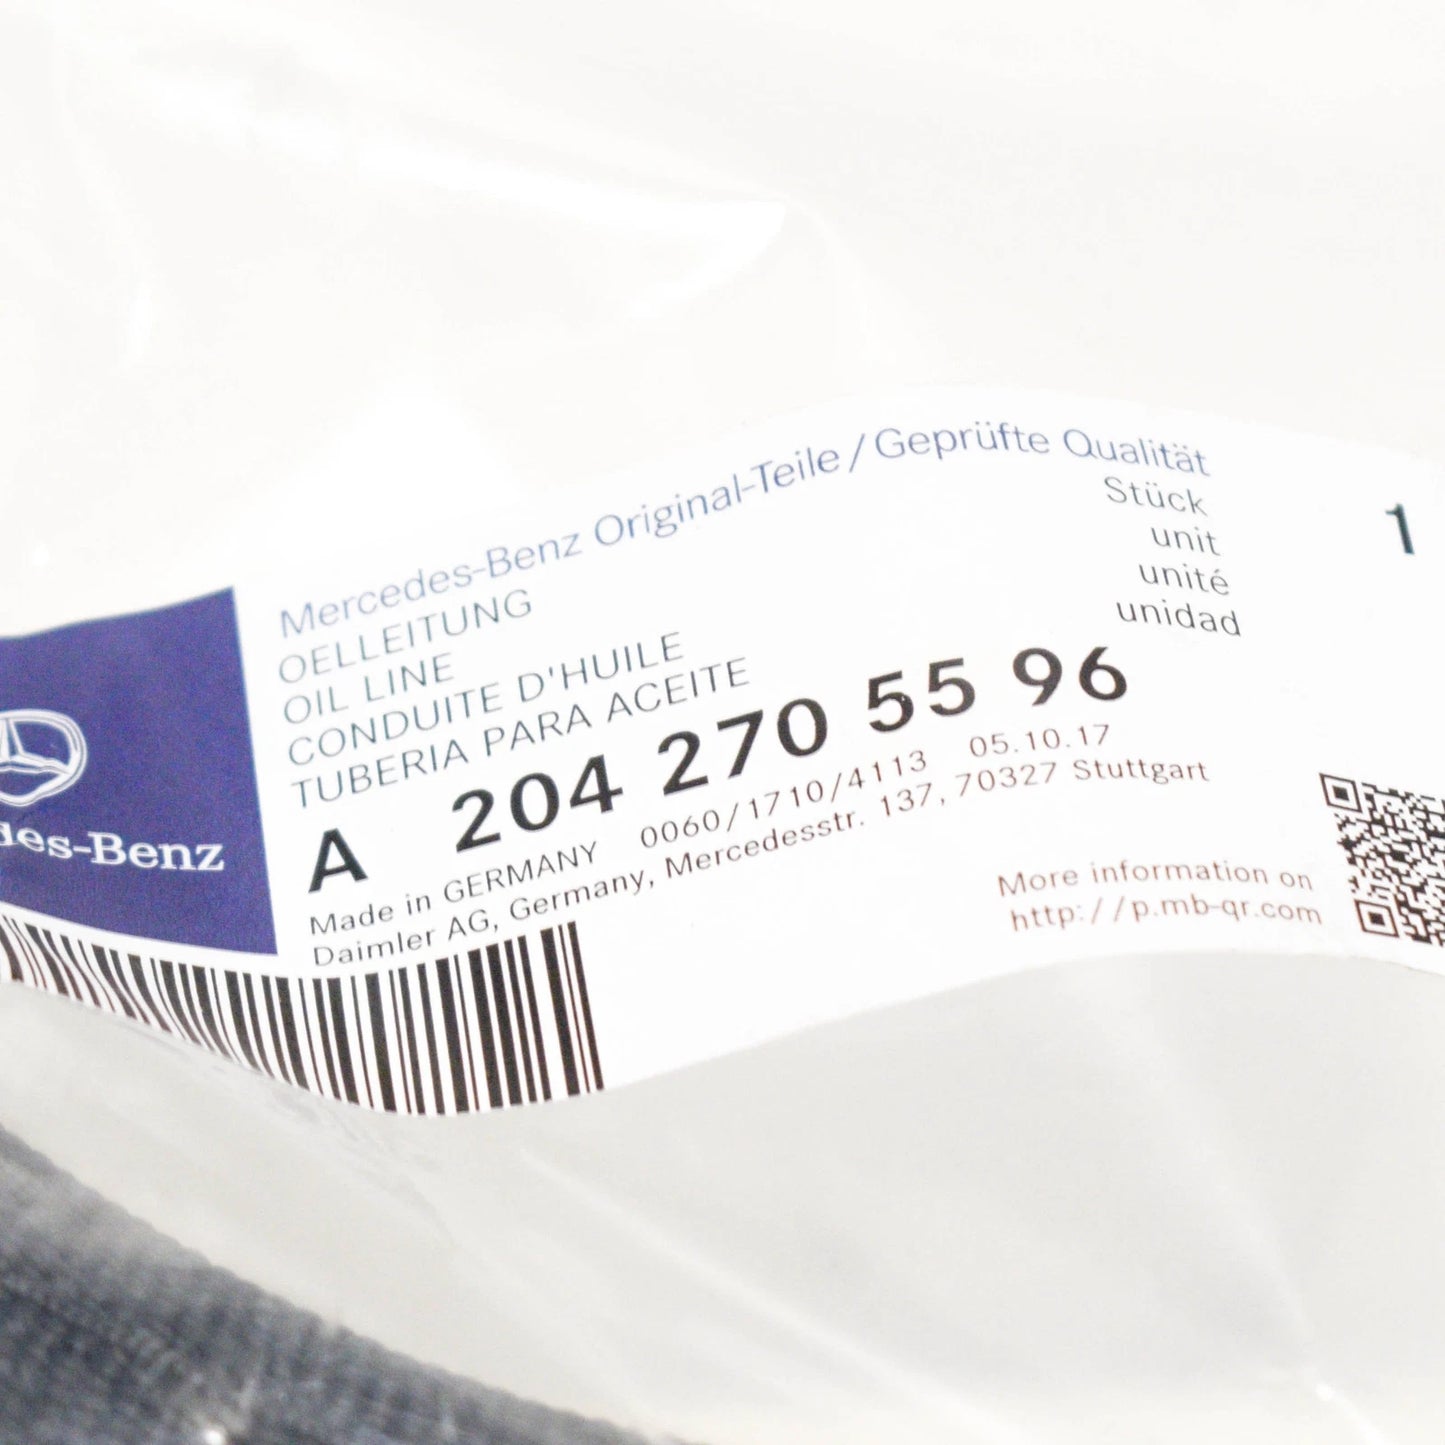 Mercedes-Benz Original-Teile / Geprüfte Qualität
OELLEITUNG
OIL LINE
CONDUITE D'HUILE
TUBERIA PARA ACEITE
Stück
unit
unité
unidad
1
A 204 270 55 96
Made in GERMANY 0060/1710/4113 05.10.17
Daimler AG, Germany, Mercedesstr. 137, 70327 Stuttgart
More information on
http://p.mb-qr.com
des-Benz